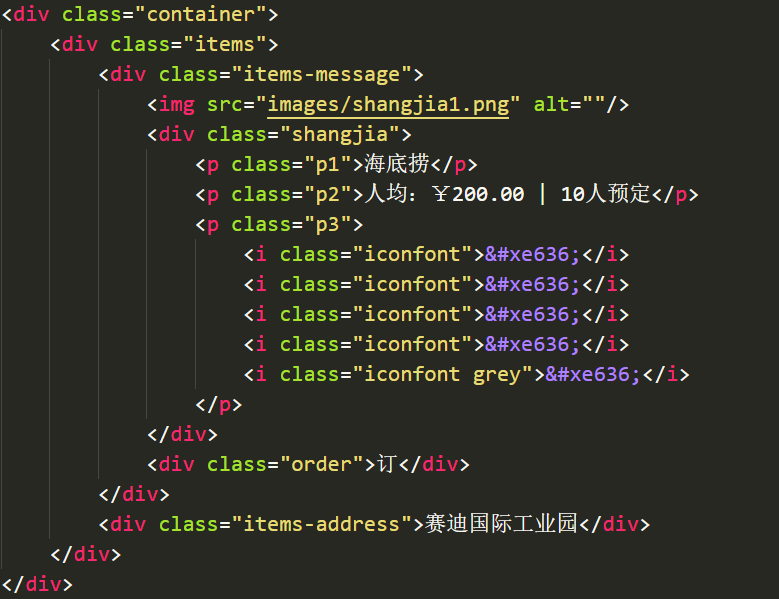 <div class="container">
<div class="items">
<div class="items-message">
<img src="images/shangjia1.png" alt=""/>
<div class="shangjia">
<p class="p1">海底捞</p>
<p class="p2">人均：￥200.00 | 10人预定</p>
<p class="p3">
<i class="iconfont">&#xe636;</i>
<i class="iconfont">&#xe636;</i>
<i class="iconfont">&#xe636;</i>
<i class="iconfont">&#xe636;</i>
<i class="iconfont grey">&#xe636;</i>
</p>
</div>
<div class="order">订</div>
</div>
<div class="items-address">赛迪国际工业园</div>
</div>
</div>